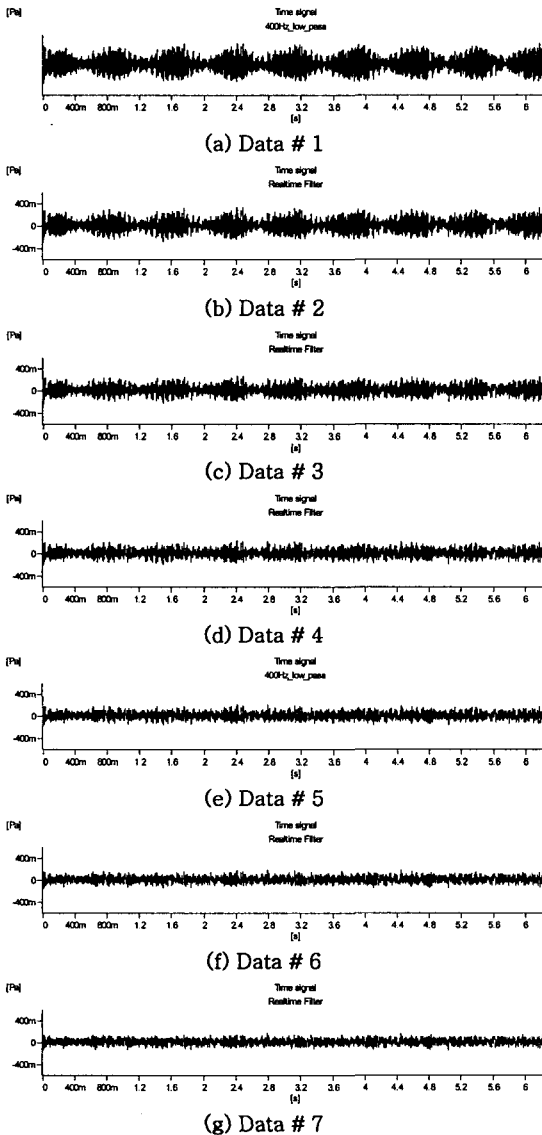 [Pa]
Time signal
400Hz_low_pass
0 400m 800m 1.2 1.6 2 2.4 2.8 3.2 3.6 4 4.4 4.8 5.2 5.6 6
[s]
(a) Data # 1
[Pa]
Time signal
Realtime Filter
400m
0
-400m
0 400m 800m 1.2 1.6 2 2.4 2.8 3.2 3.6 4 4.4 4.8 5.2 5.6 6
[s]
(b) Data # 2
[Pa]
Time signal
Realtime Filter
400m
0
-400m
0 400m 800m 1.2 1.6 2 2.4 2.8 3.2 3.6 4 4.4 4.8 5.2 5.6 6
[s]
(c) Data # 3
[Pa]
Time signal
Realtime Filter
400m
0
-400m
0 400m 800m 1.2 1.6 2 2.4 2.8 3.2 3.6 4 4.4 4.8 5.2 5.6 6
[s]
(d) Data # 4
[Pa]
Time signal
400Hz_low_pass
400m
0
-400m
0 400m 800m 1.2 1.6 2 2.4 2.8 3.2 3.6 4 4.4 4.8 5.2 5.6 6
[s]
(e) Data # 5
[Pa]
Time signal
Realtime Filter
400m
0
-400m
0 400m 800m 1.2 1.6 2 2.4 2.8 3.2 3.6 4 4.4 4.8 5.2 5.6 6
[s]
(f) Data # 6
[Pa]
Time signal
Realtime Filter
400m
0
-400m
0 400m 800m 1.2 1.6 2 2.4 2.8 3.2 3.6 4 4.4 4.8 5.2 5.6 6
[s]
(g) Data # 7